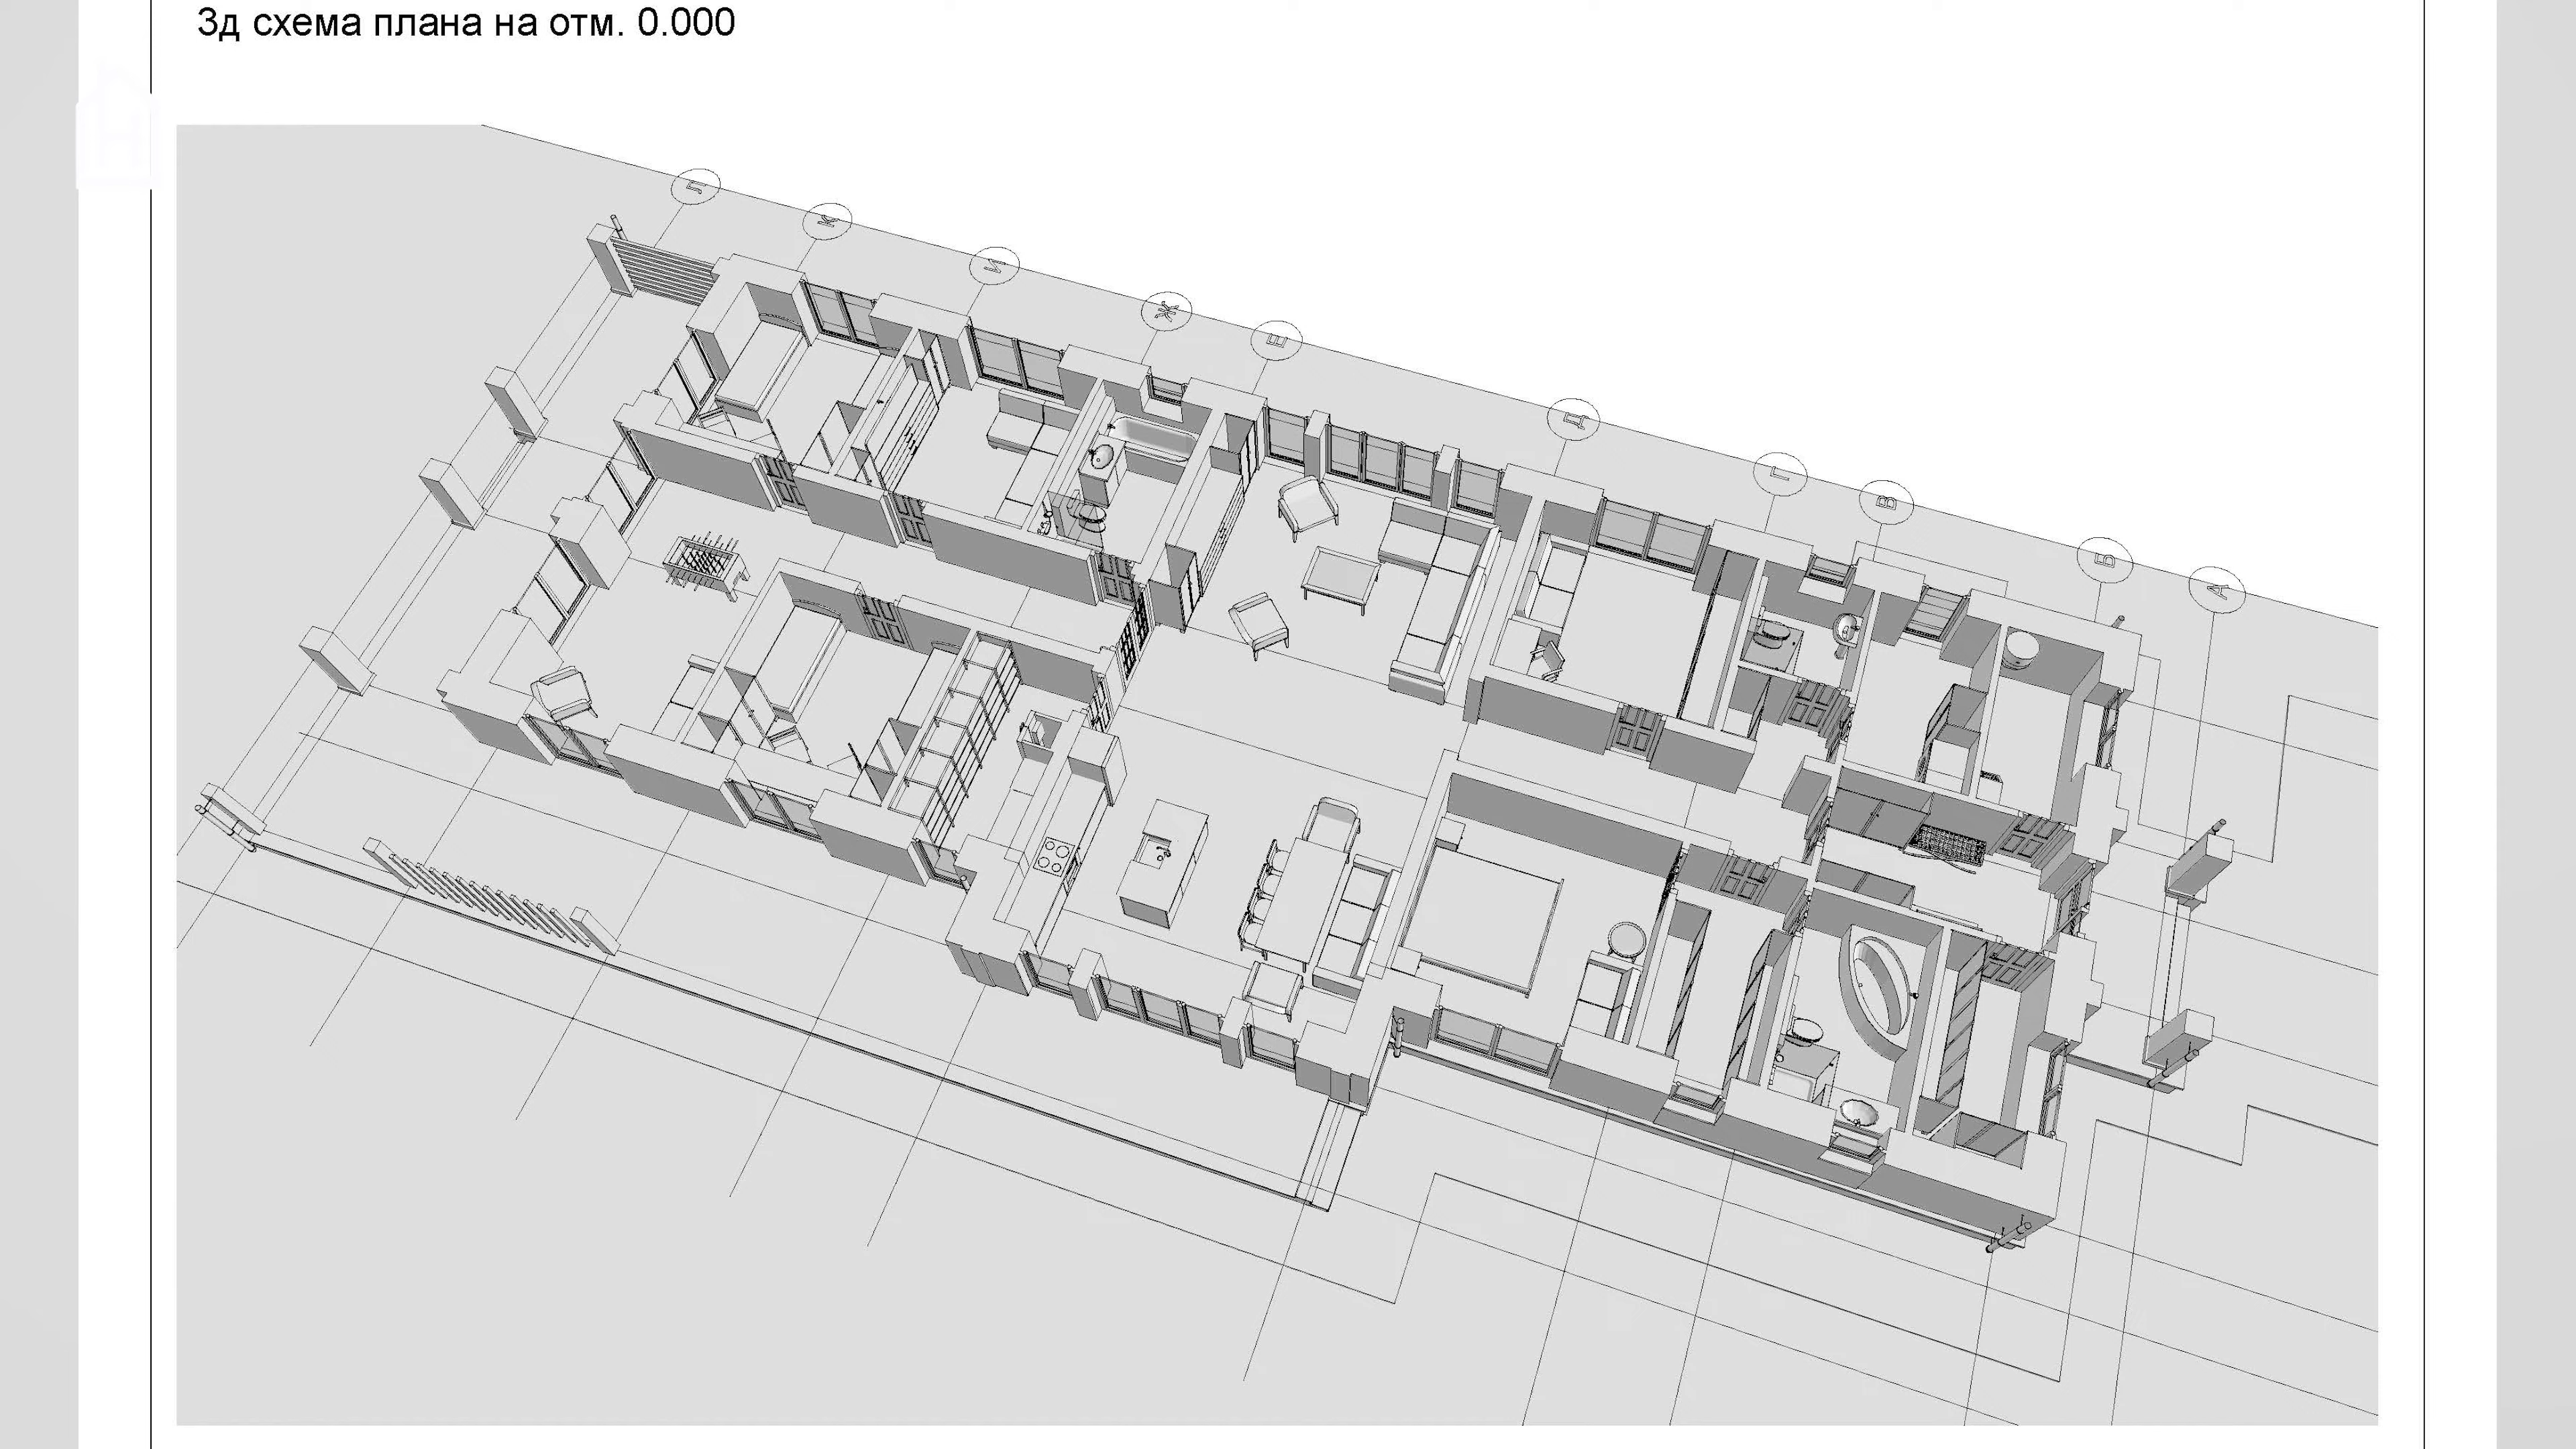 3д схема плана на отм. 0.000
Л
К
И
Ж
Е
Д
Г
В
Б
А